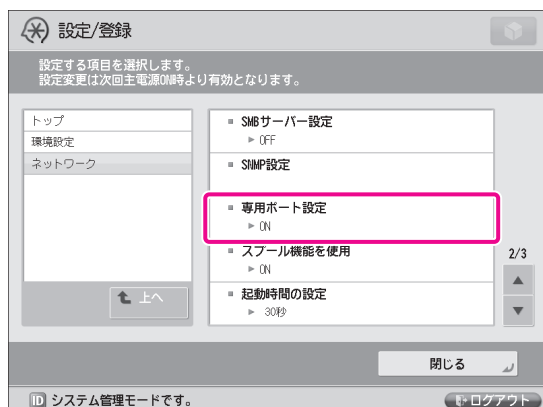 設定/登録
設定する項目を選択します。
設定変更は次回主電源ON時より有効となります。
トップ
環境設定
ネットワーク
上へ
SMBサーバー設定
OFF
SNMP設定
専用ポート設定
ON
スプール機能を使用
ON
起動時間の設定
30秒
2/3
閉じる
ID システム管理モードです。
ログアウト